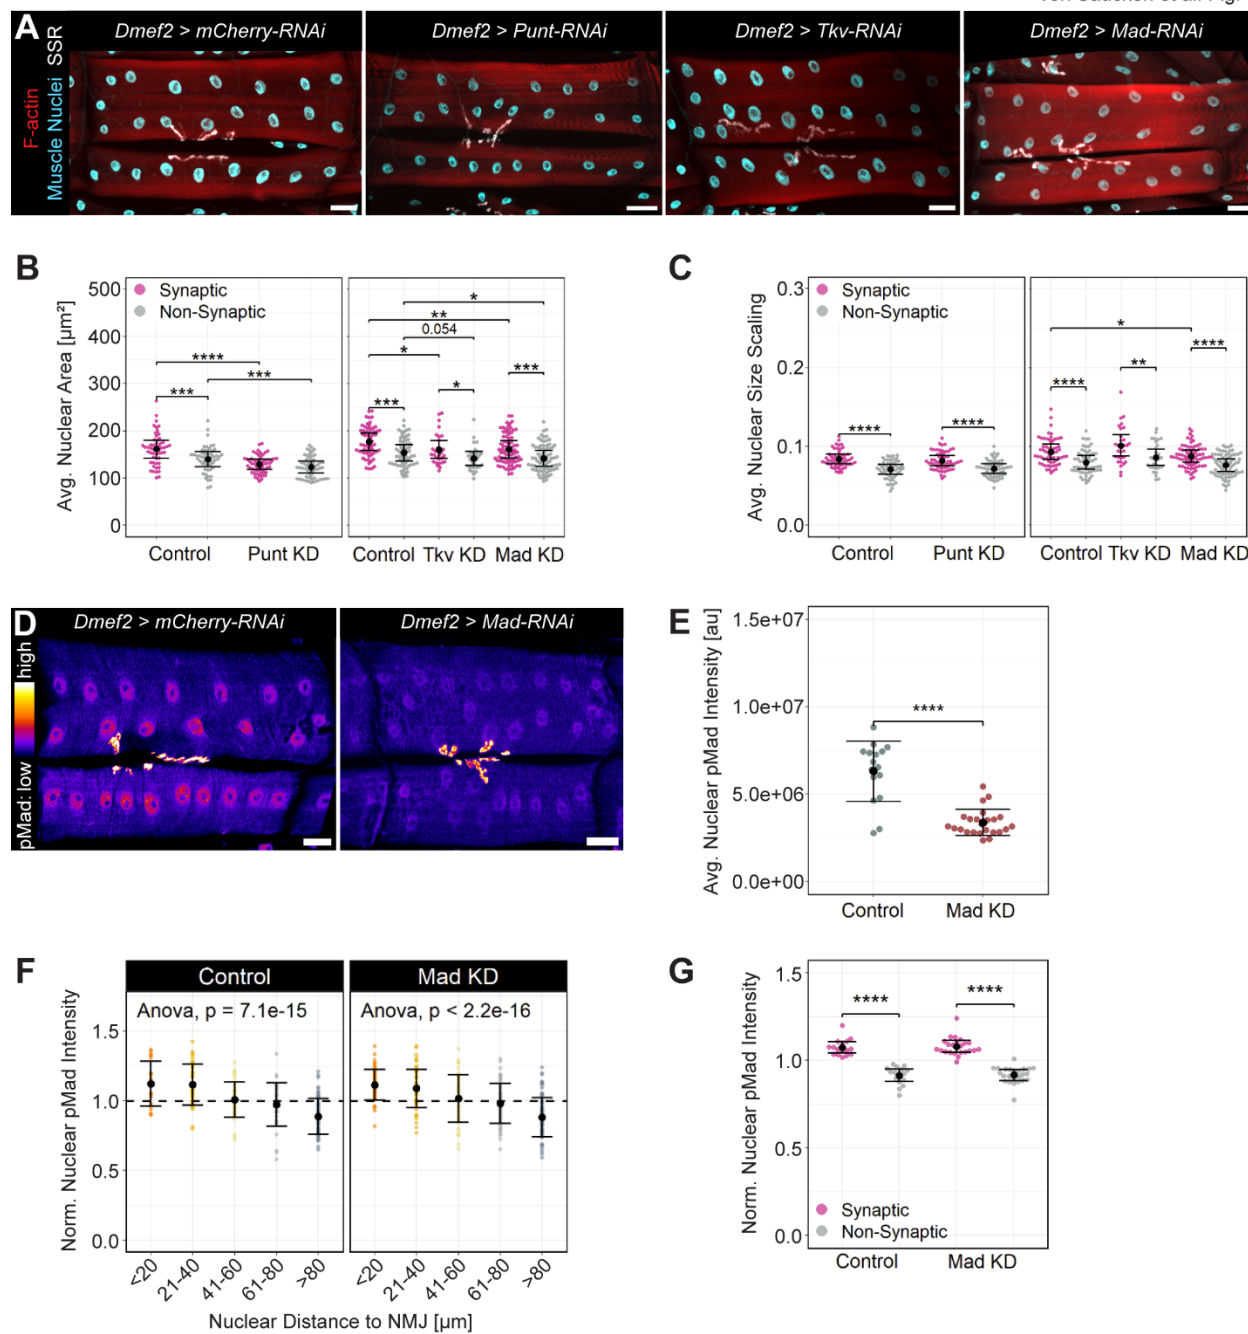 A
Dmef2 > mCherry-RNAi
Dmef2 > Punt-RNAi
Dmef2 > Tkv-RNAi
Dmef2 > Mad-RNAi
F-actin
Muscle Nuclei
SSR
B
Synaptic
Non-Synaptic
Avg. Nuclear Area [µm²]
500
400
300
200
100
0
****
***
***
*
**
0.054
*
***
*
***
Control
Punt KD
Control
Tkv KD
Mad KD
C
Synaptic
Non-Synaptic
Avg. Nuclear Size Scaling
0.3
0.2
0.1
0.0
****
****
*
****
**
****
Control
Punt KD
Control
Tkv KD
Mad KD
D
Dmef2 > mCherry-RNAi
Dmef2 > Mad-RNAi
pMad: low
high
E
Avg. Nuclear pMad Intensity [au]
1.5e+07
1.0e+07
5.0e+06
0.0e+00
****
Control
Mad KD
F
Control
Mad KD
Anova, p = 7.1e-15
Anova, p < 2.2e-16
Norm. Nuclear pMad Intensity
1.5
1.0
0.5
0.0
<20
21-40
41-60
61-80
>80
<20
21-40
41-60
61-80
>80
Nuclear Distance to NMJ [µm]
G
Norm. Nuclear pMad Intensity
1.5
1.0
0.5
0.0
****
****
Synaptic
Non-Synaptic
Control
Mad KD